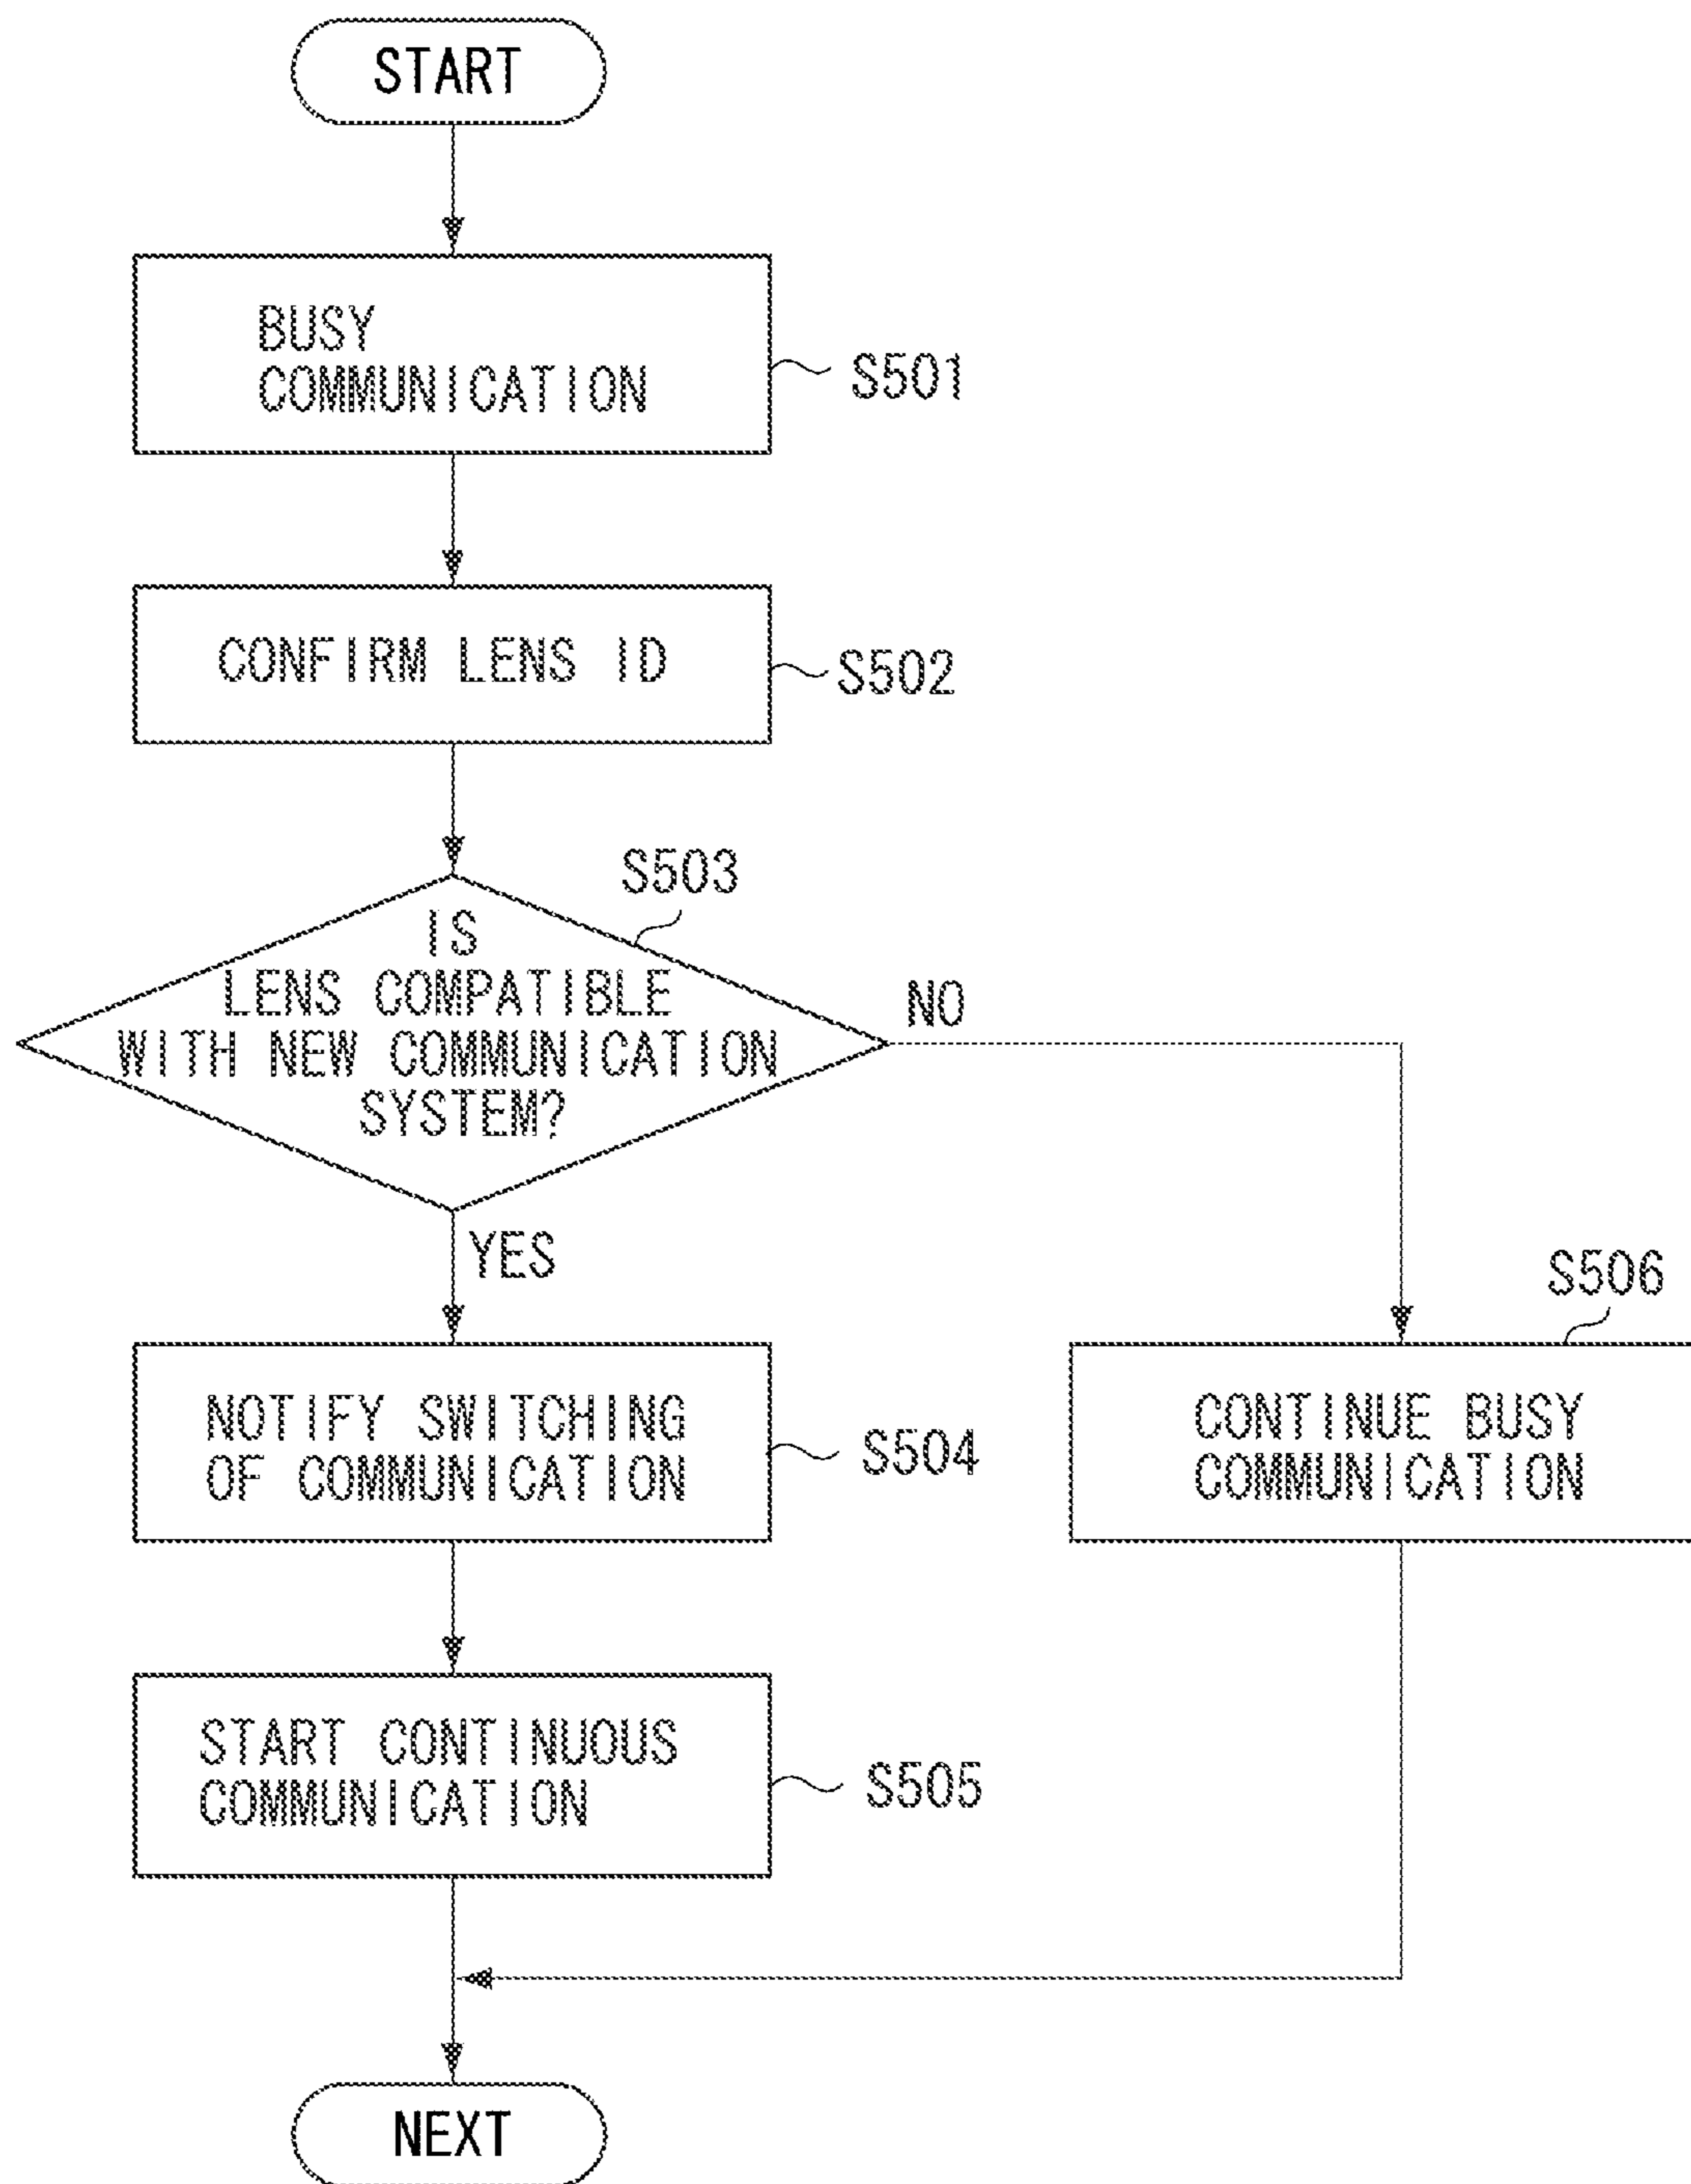 START
BUSY
COMMUNICATION
S501
CONFIRM LENS ID
S502
S503
IS
LENS COMPATIBLE
WITH NEW COMMUNICATION
SYSTEM?
NO
YES
S506
NOTIFY SWITCHING
OF COMMUNICATION
S504
CONTINUE BUSY
COMMUNICATION
START CONTINUOUS
COMMUNICATION
S505
NEXT